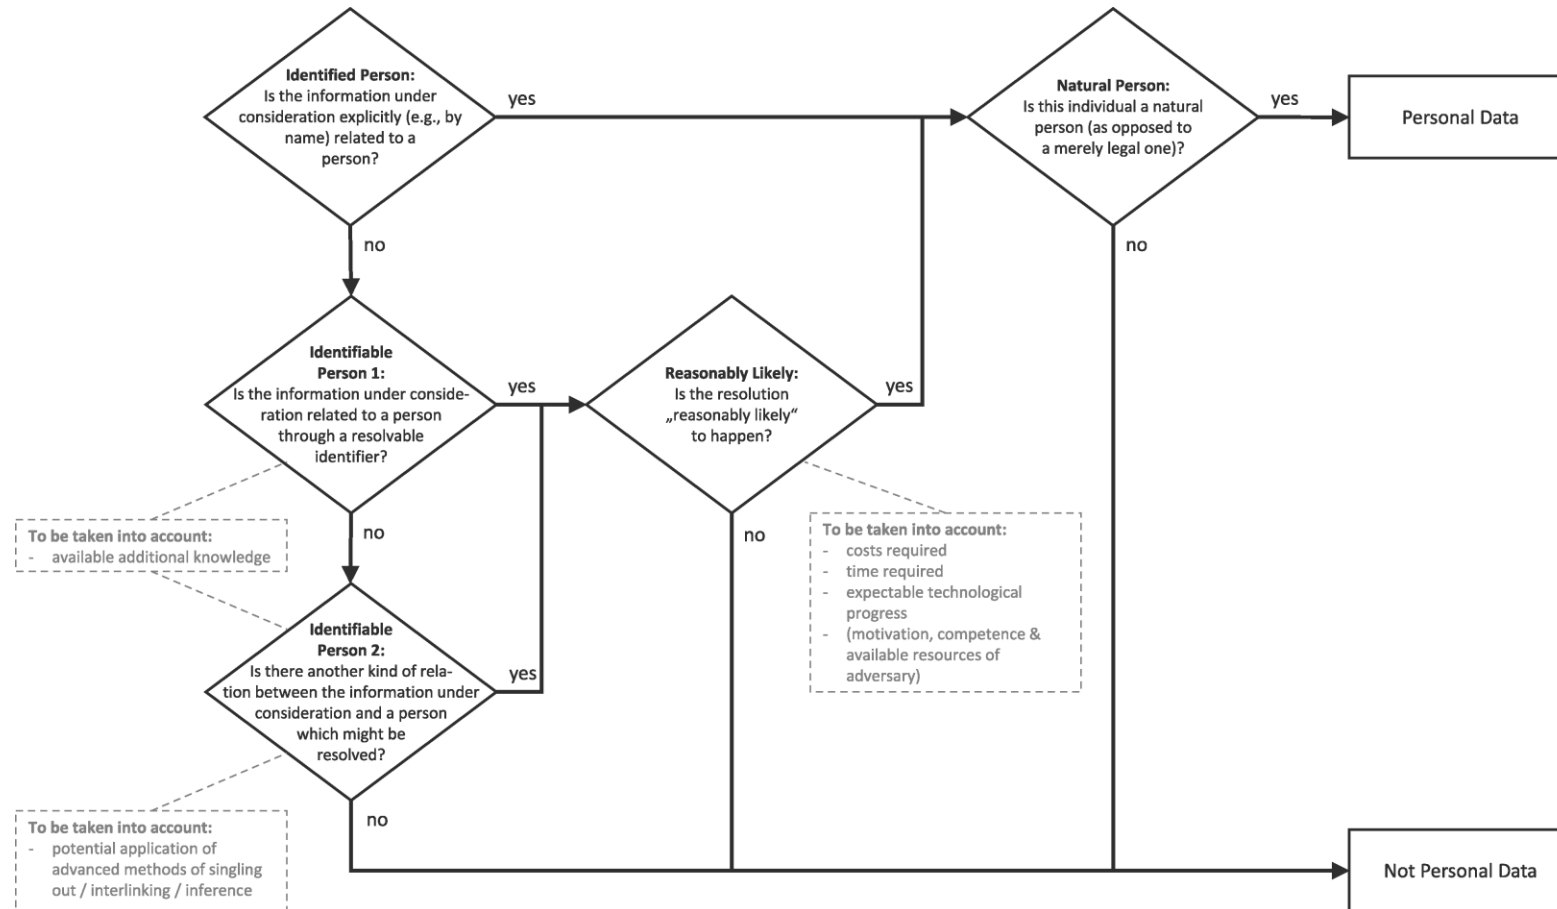 Identified Person:
Is the information under
consideration explicitly (e.g., by
name) related to a
person?
yes
no
Natural Person:
Is this individual a natural
person (as opposed to
a merely legal one)?
yes
no
Personal Data
Identifiable
Person 1:
Is the information under conside-
ration related to a person
through a resolvable
identifier?
yes
no
Reasonably Likely:
Is the resolution
„reasonably likely“
to happen?
yes
no
To be taken into account:
- available additional knowledge
To be taken into account:
- costs required
- time required
- expectable technological
progress
- (motivation, competence &
available resources of
adversary)
Identifiable
Person 2:
Is there another kind of rela-
tion between the information under
consideration and a person
which might be
resolved?
yes
no
To be taken into account:
- potential application of
advanced methods of singling
out / interlinking / inference
Not Personal Data